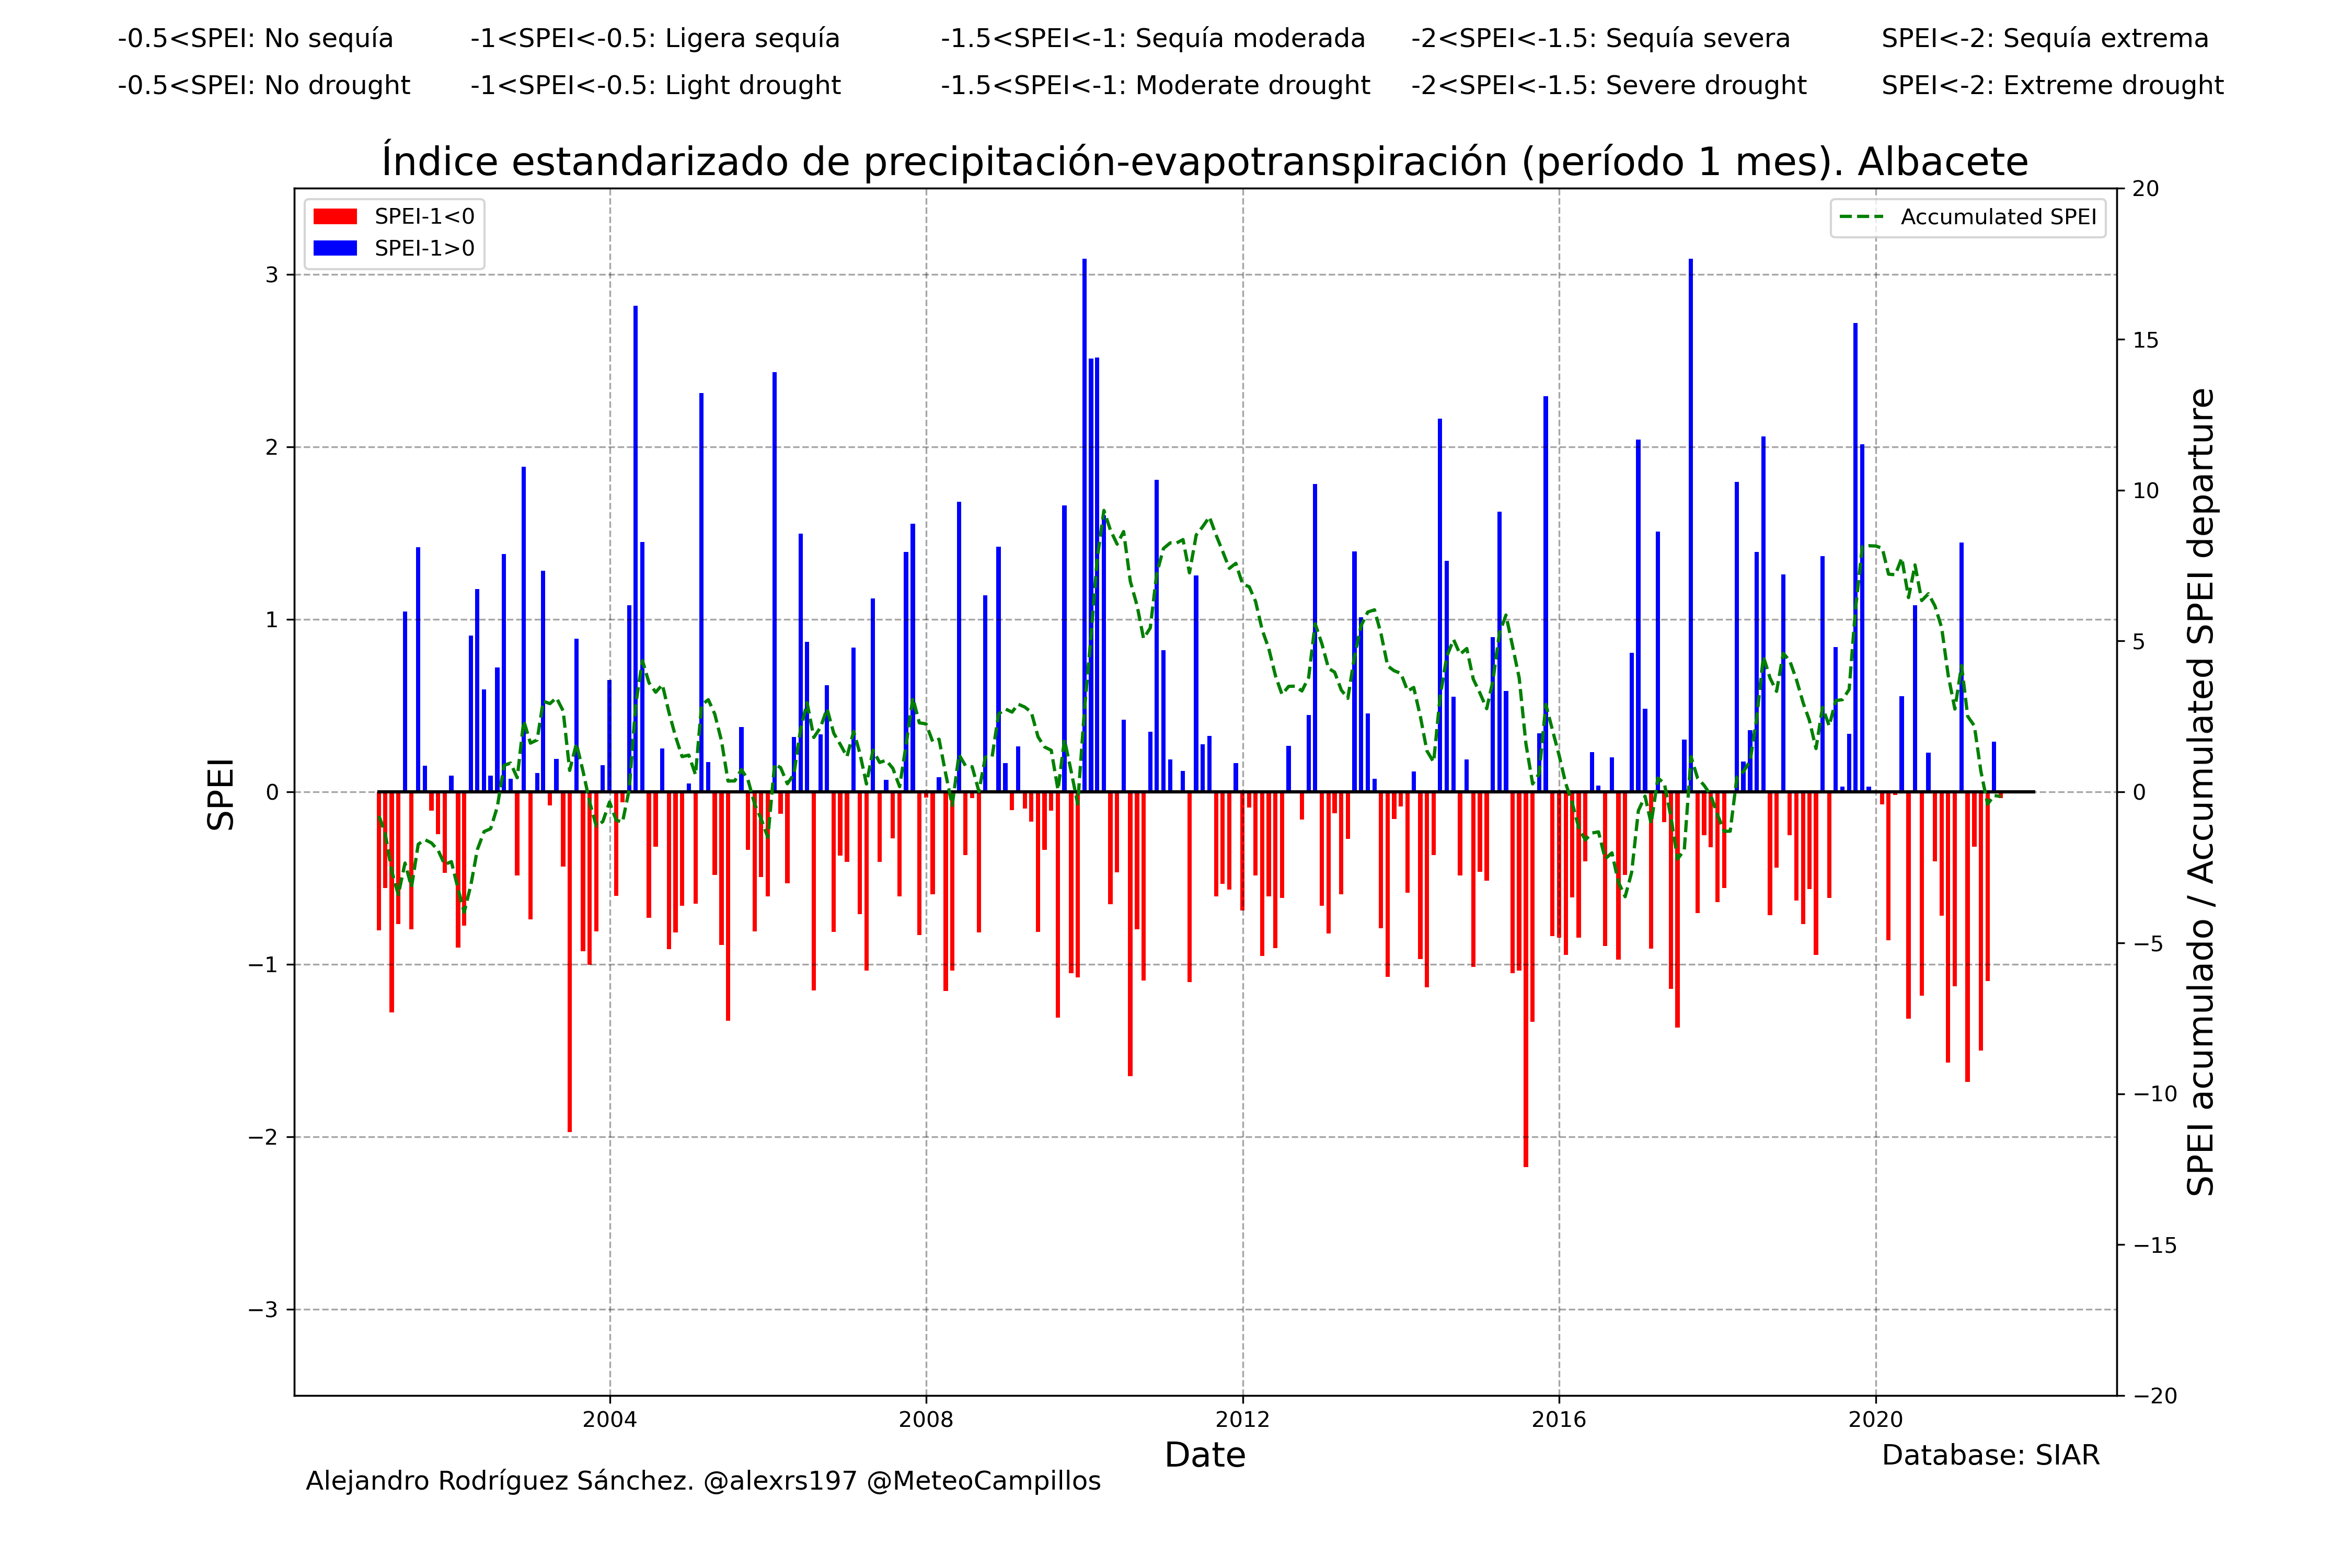 -0.5<SPEI: No sequía -1<SPEI<-0.5: Ligera sequía -1.5<SPEI<-1: Sequía moderada -2<SPEI<-1.5: Sequía severa SPEI<-2: Sequía extrema
-0.5<SPEI: No drought -1<SPEI<-0.5: Light drought -1.5<SPEI<-1: Moderate drought -2<SPEI<-1.5: Severe drought SPEI<-2: Extreme drought
Índice estandarizado de precipitación-evapotranspiración (período 1 mes). Albacete
SPEI-1<0
SPEI-1>0
Accumulated SPEI
SPEI
3
2
1
0
−1
−2
−3
20
15
10
5
0
−5
−10
−15
−20
SPEI acumulado / Accumulated SPEI departure
2004 2008 2012 2016 2020
Date
Database: SIAR
Alejandro Rodríguez Sánchez. @alexrs197 @MeteoCampillos